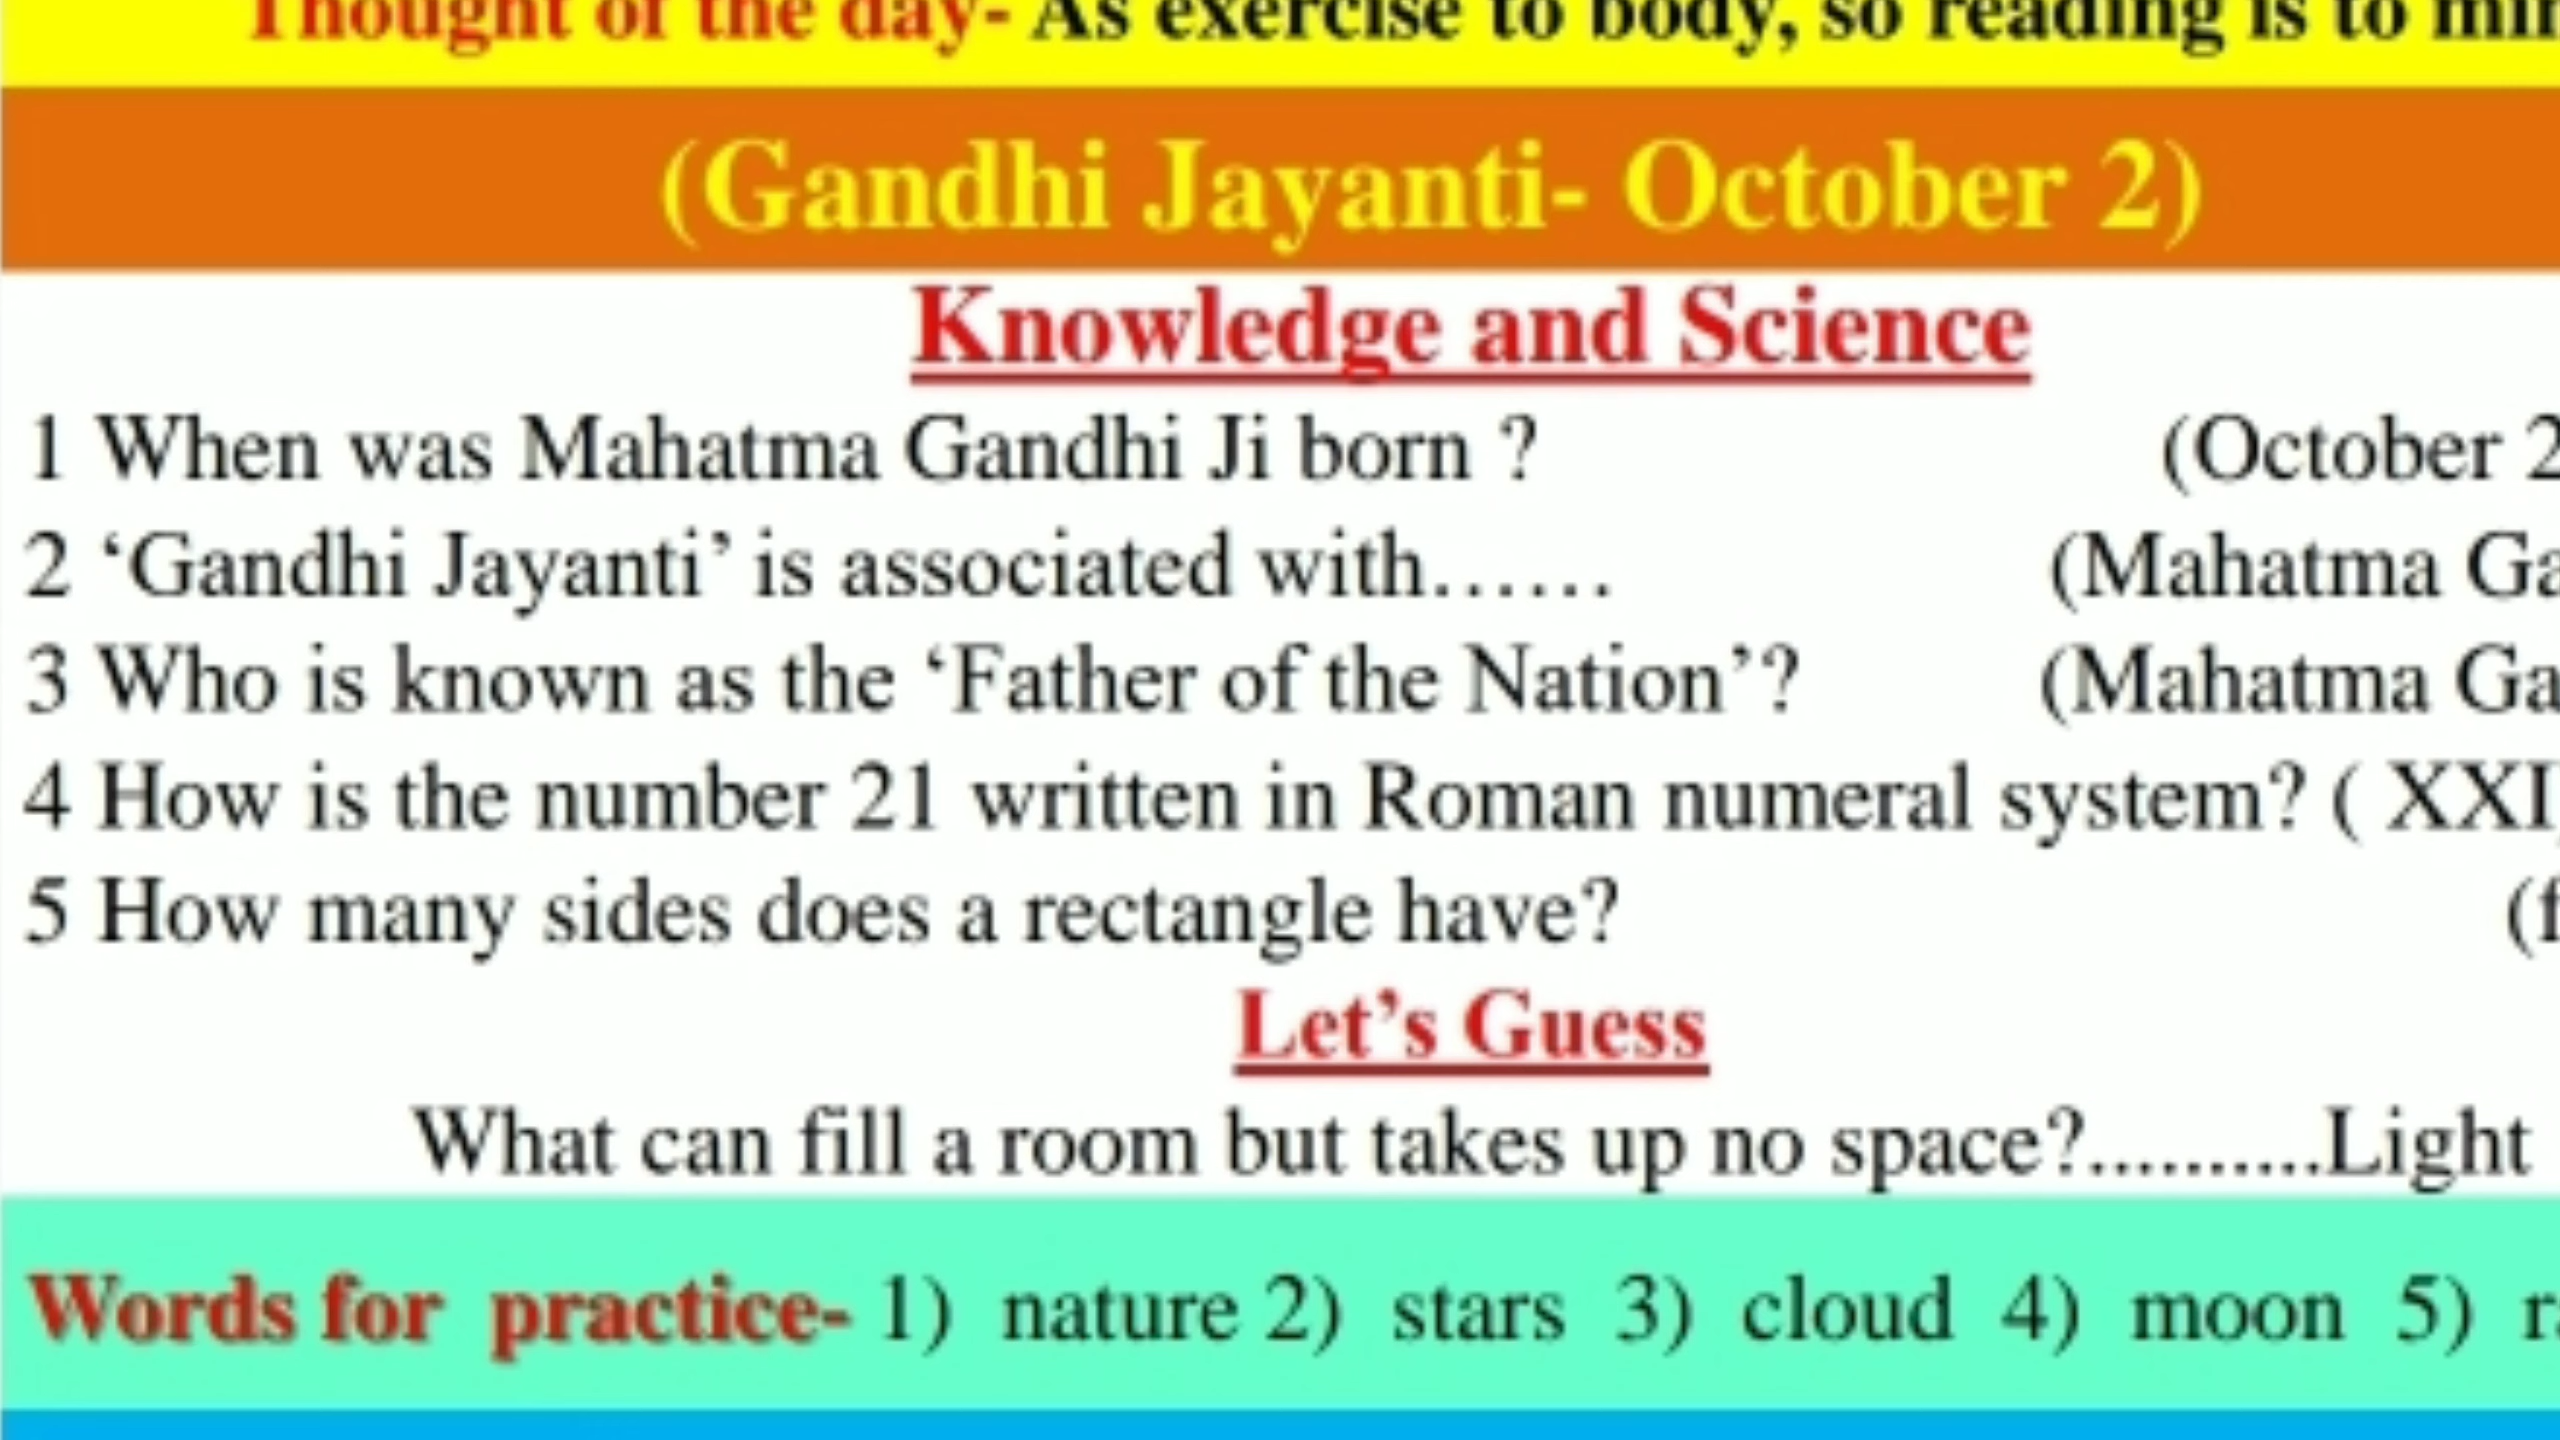 Thought of the day- As exercise to body, so reading is to
(Gandhi Jayanti- October 2)
Knowledge and Science
1 When was Mahatma Gandhi Ji born ? (October 2
2 ‘Gandhi Jayanti’ is associated with...... (Mahatma Ga
3 Who is known as the ‘Father of the Nation’? (Mahatma Ga
4 How is the number 21 written in Roman numeral system? ( XXI
5 How many sides does a rectangle have? (f
Let’s Guess
What can fill a room but takes up no space?..........Light
Words for practice- 1) nature 2) stars 3) cloud 4) moon 5)